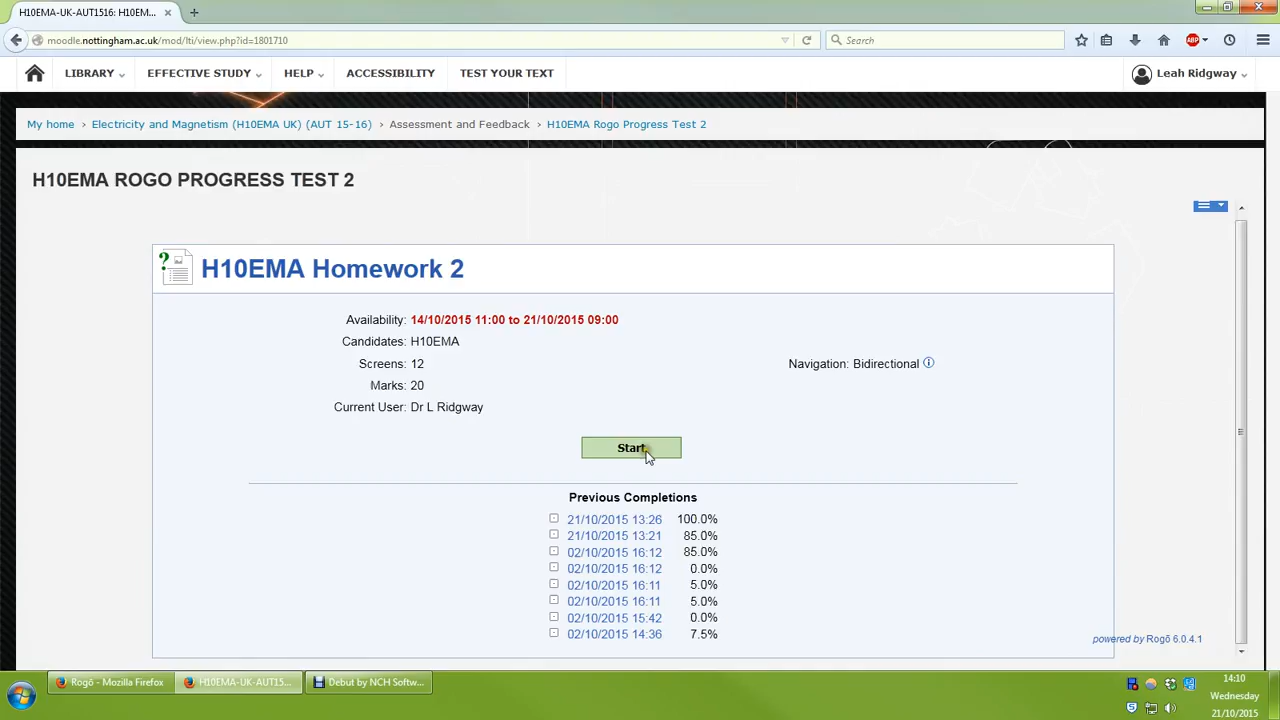 H10EMA-UK-AUT1516: H10EM... × +
moodle.nottingham.ac.uk/mod/lti/view.php?id=1801710
Search
ABP
LIBRARY
EFFECTIVE STUDY
HELP
ACCESSIBILITY
TEST YOUR TEXT
Leah Ridgway
My home › Electricity and Magnetism (H10EMA UK) (AUT 15-16) › Assessment and Feedback › H10EMA Rogo Progress Test 2
H10EMA ROGO PROGRESS TEST 2
? H10EMA Homework 2
Availability: 14/10/2015 11:00 to 21/10/2015 09:00
Candidates: H10EMA
Screens: 12
Navigation: Bidirectional
Marks: 20
Current User: Dr L Ridgway
Start
Previous Completions
21/10/2015 13:26 100.0%
21/10/2015 13:21 85.0%
02/10/2015 16:12 85.0%
02/10/2015 16:12 0.0%
02/10/2015 16:11 5.0%
02/10/2015 16:11 5.0%
02/10/2015 15:42 0.0%
02/10/2015 14:36 7.5%
powered by Rogō 6.0.4.1
Rogō - Mozilla Firefox
H10EMA-UK-AUT15...
Debut by NCH Softw...
14:10
Wednesday
21/10/2015